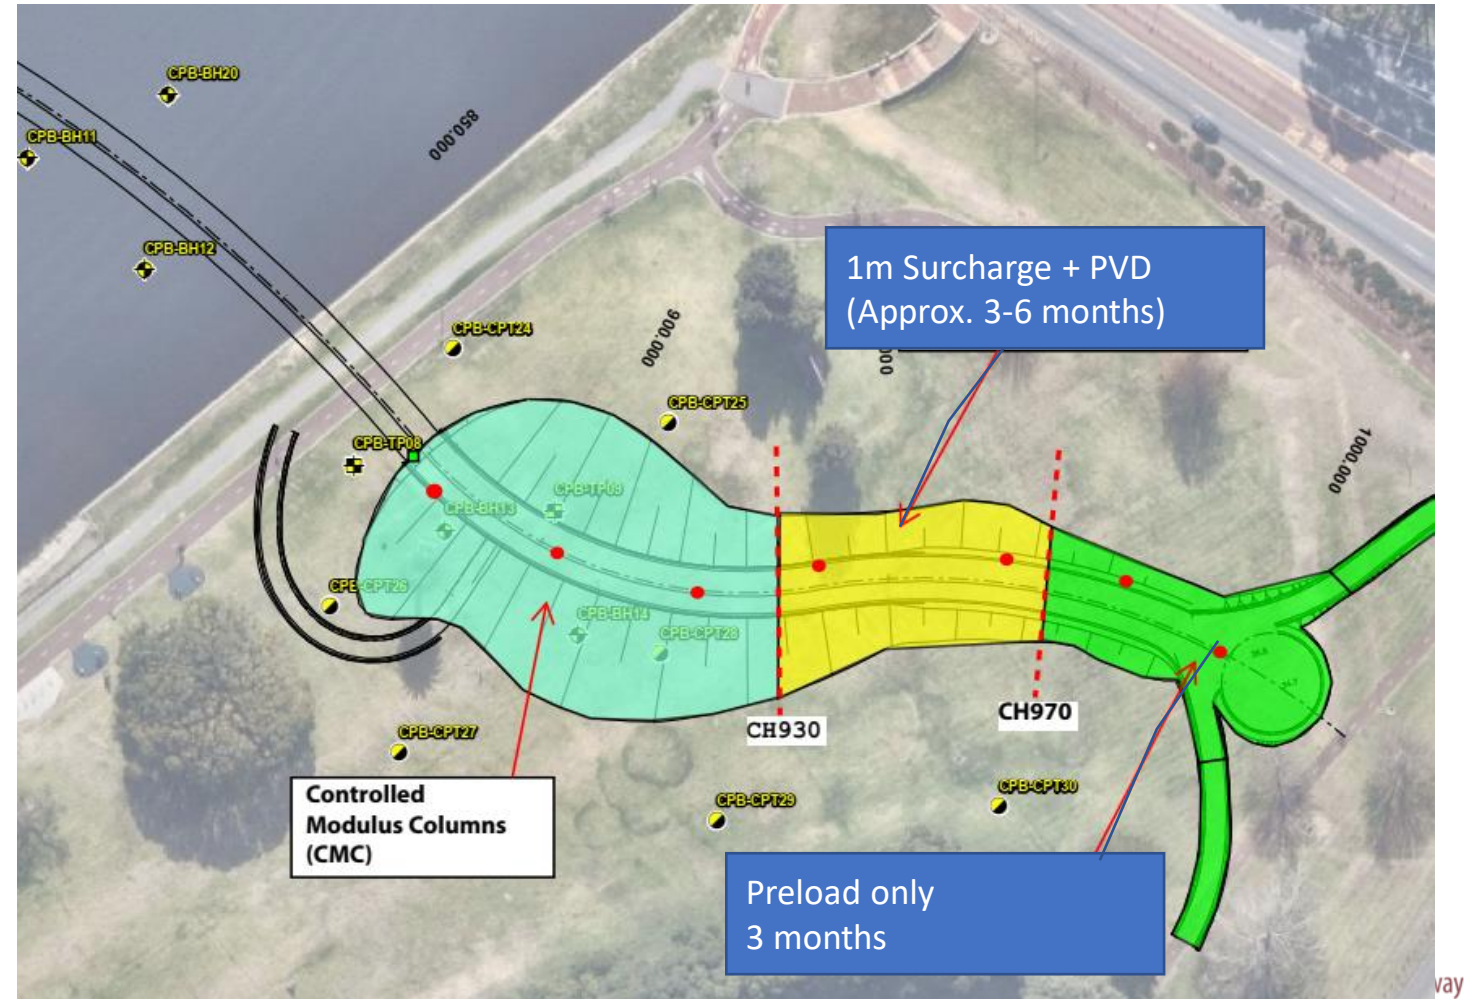 CPB-BH20
CPB-BH11
850.000
CPB-BH12
1m Surcharge + PVD
(Approx. 3-6 months)
CPB-CPT24
900.000
000
CPB-CPT25
CPB-TP08
1000.000
CPB-TP09
CPB-BH13
CPB-CPT26
CPB-BH14
CPB-CPT28
CH930
CH970
CPB-CPT27
Controlled
Modulus Columns
(CMC)
CPB-CPT29
CPB-CPT30
Preload only
3 months
way